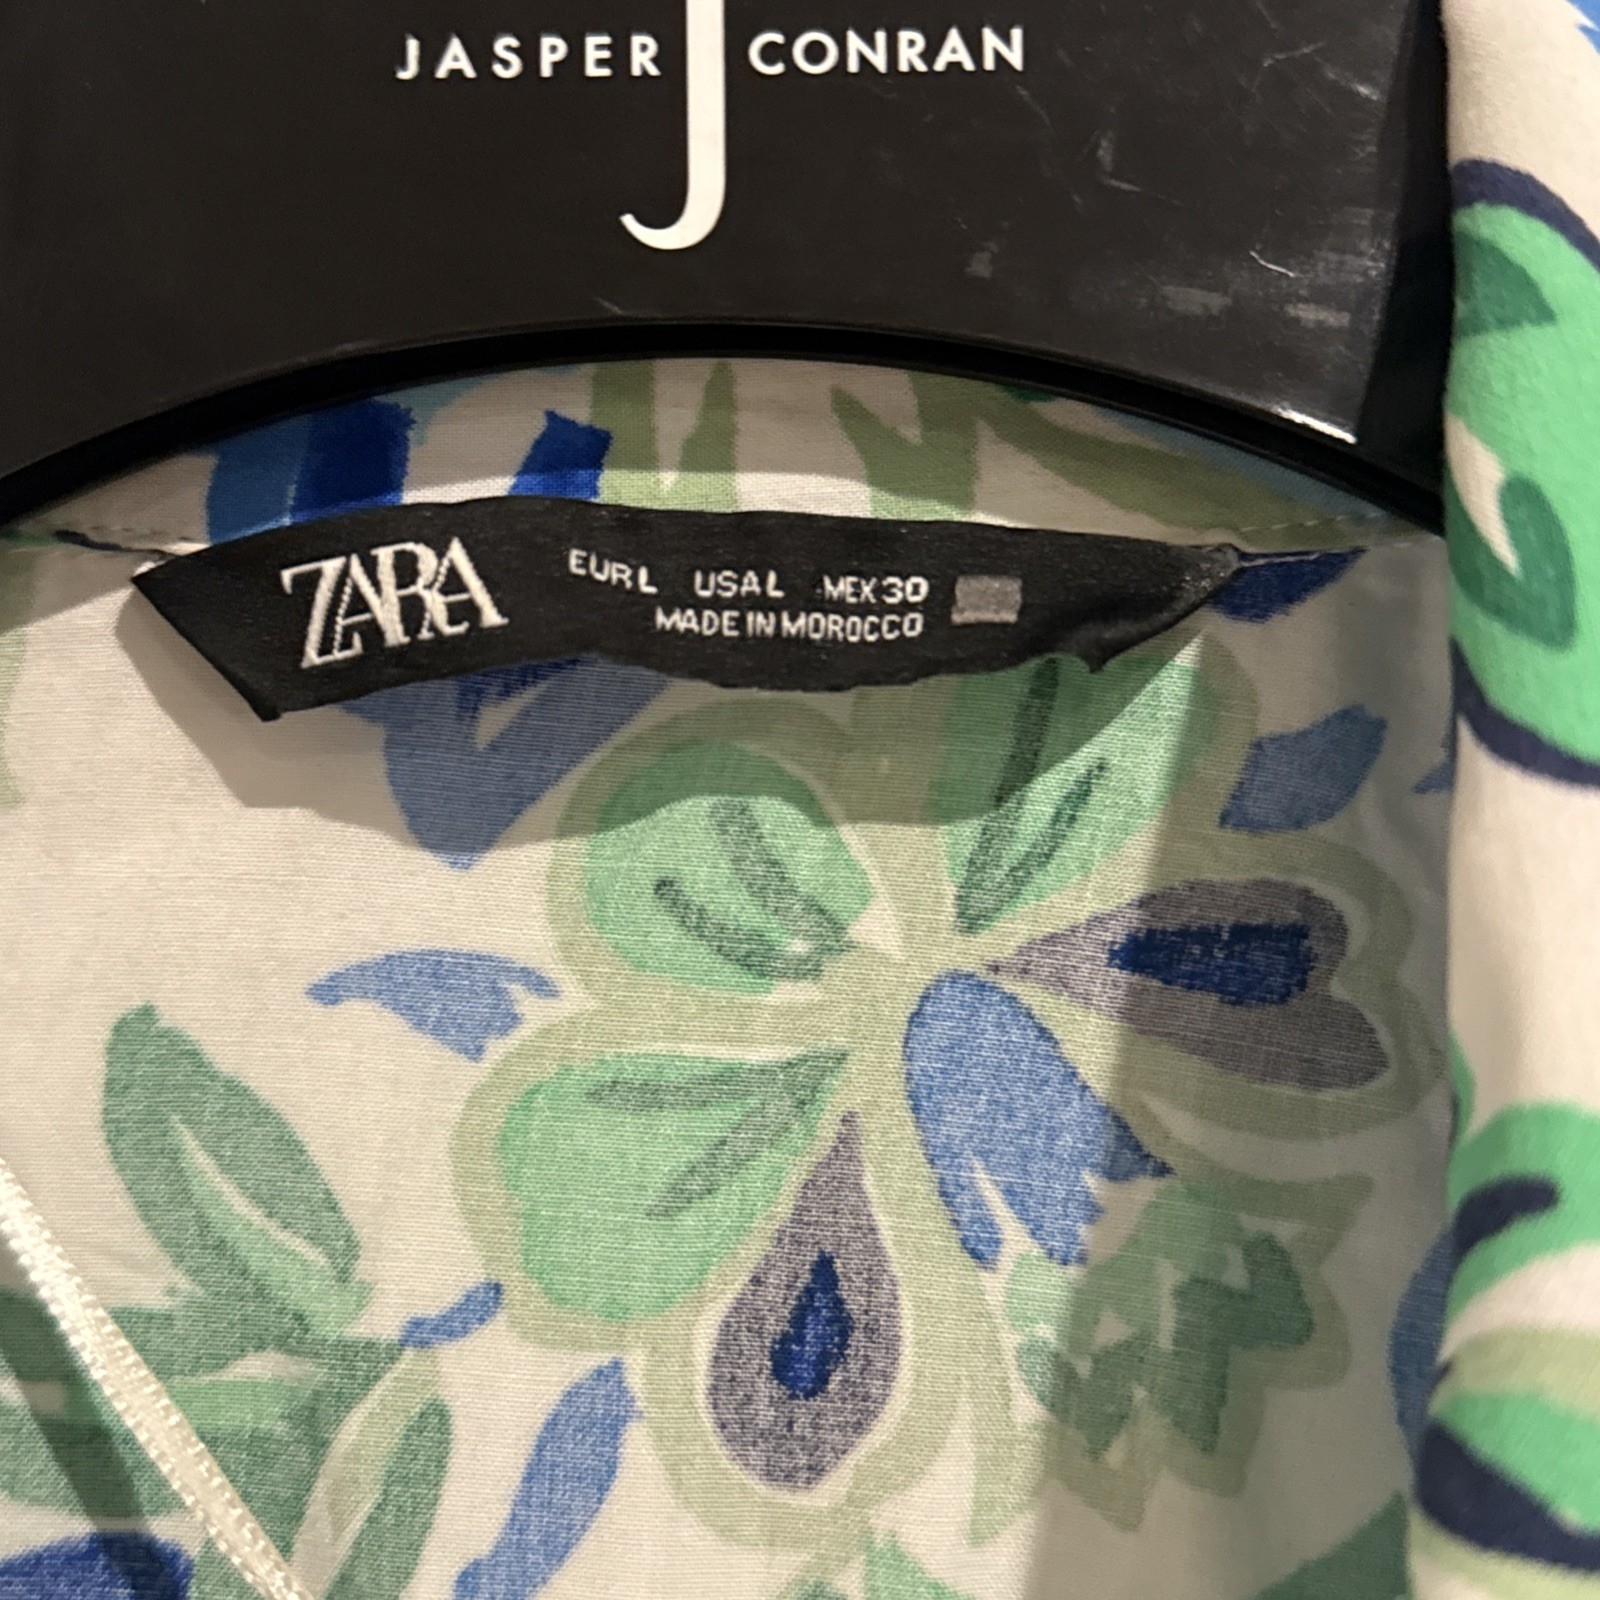 JASPER J CONRAN
ZARA
EUR L USA L MEX 30
MADE IN MOROCCO